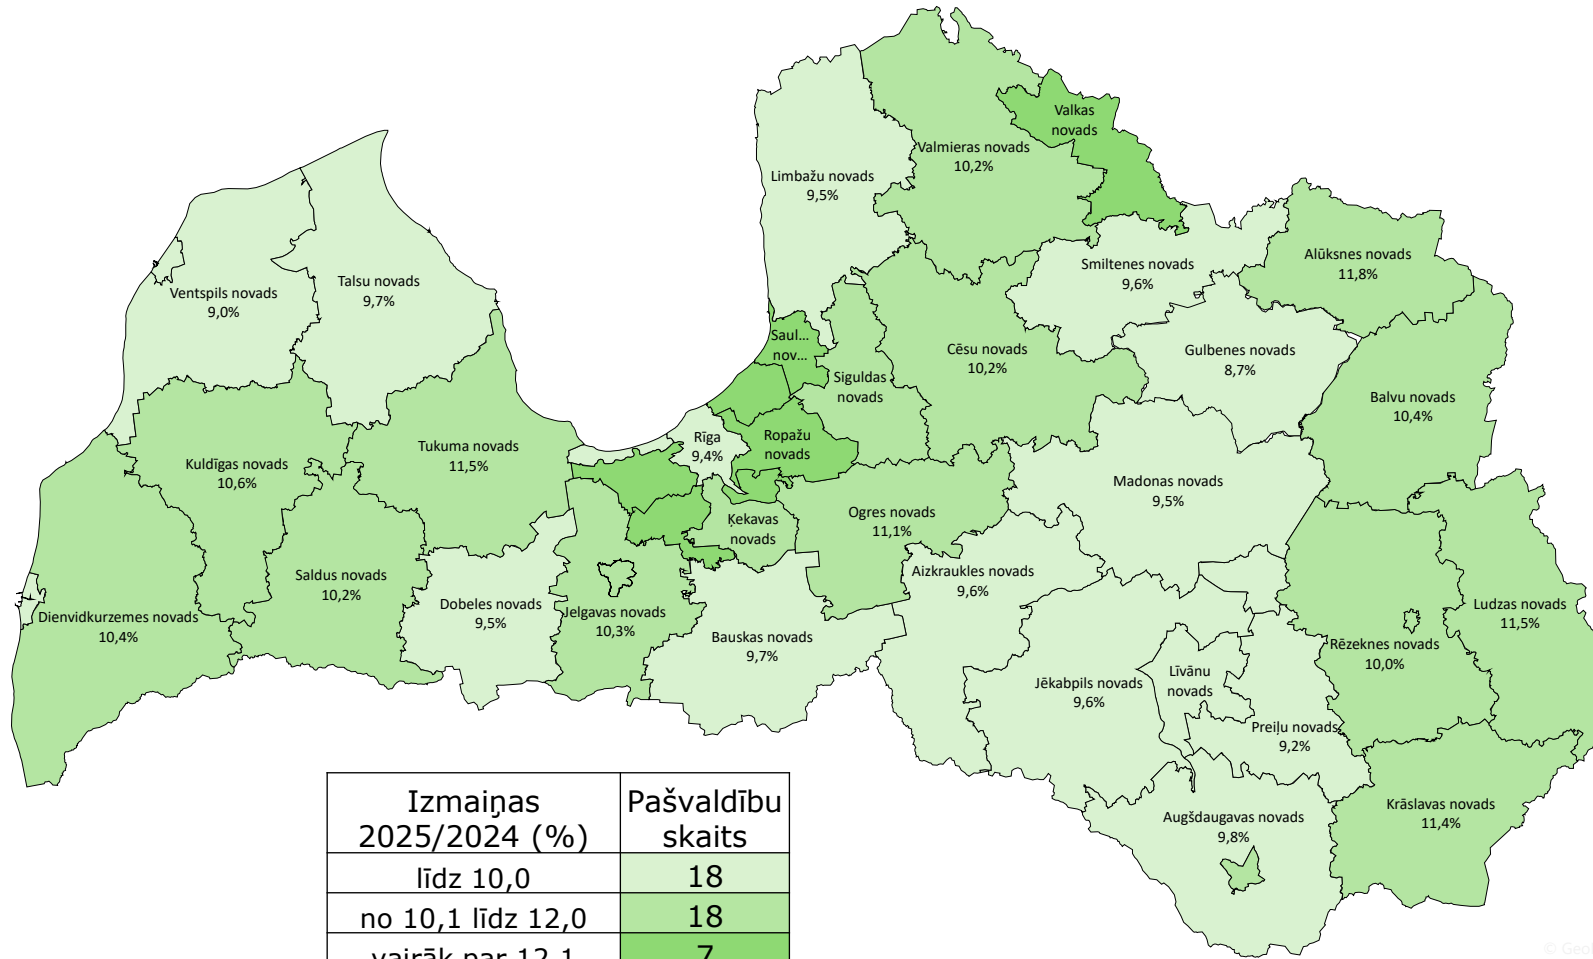 Valkas
novads
Valmieras novads
10,2%
Limbažu novads
9,5%
Alūksnes novads
11,8%
Smiltenes novads
9,6%
Talsu novads
9,7%
Ventspils novads
9,0%
Saul...
nov...
Cēsu novads
10,2%
Gulbenes novads
8,7%
Siguldas
novads
Balvu novads
10,4%
Rīga
9,4%
Ropažu
novads
Tukuma novads
11,5%
Kuldīgas novads
10,6%
Madonas novads
9,5%
Ogres novads
11,1%
Ķekavas
novads
Aizkraukles novads
9,6%
Saldus novads
10,2%
Dobeles novads
9,5%
Jelgavas novads
10,3%
Ludzas novads
11,5%
Dienvidkurzemes novads
10,4%
Bauskas novads
9,7%
Rēzeknes novads
10,0%
Līvānu
novads
Jēkabpils novads
9,6%
Preiļu novads
9,2%
Krāslavas novads
11,4%
Augšdaugavas novads
9,8%
Izmaiņas
2025/2024 (%)
Pašvaldību
skaits
līdz 10,0 18
no 10,1 līdz 12,0 18
vairāk par 12,1 7